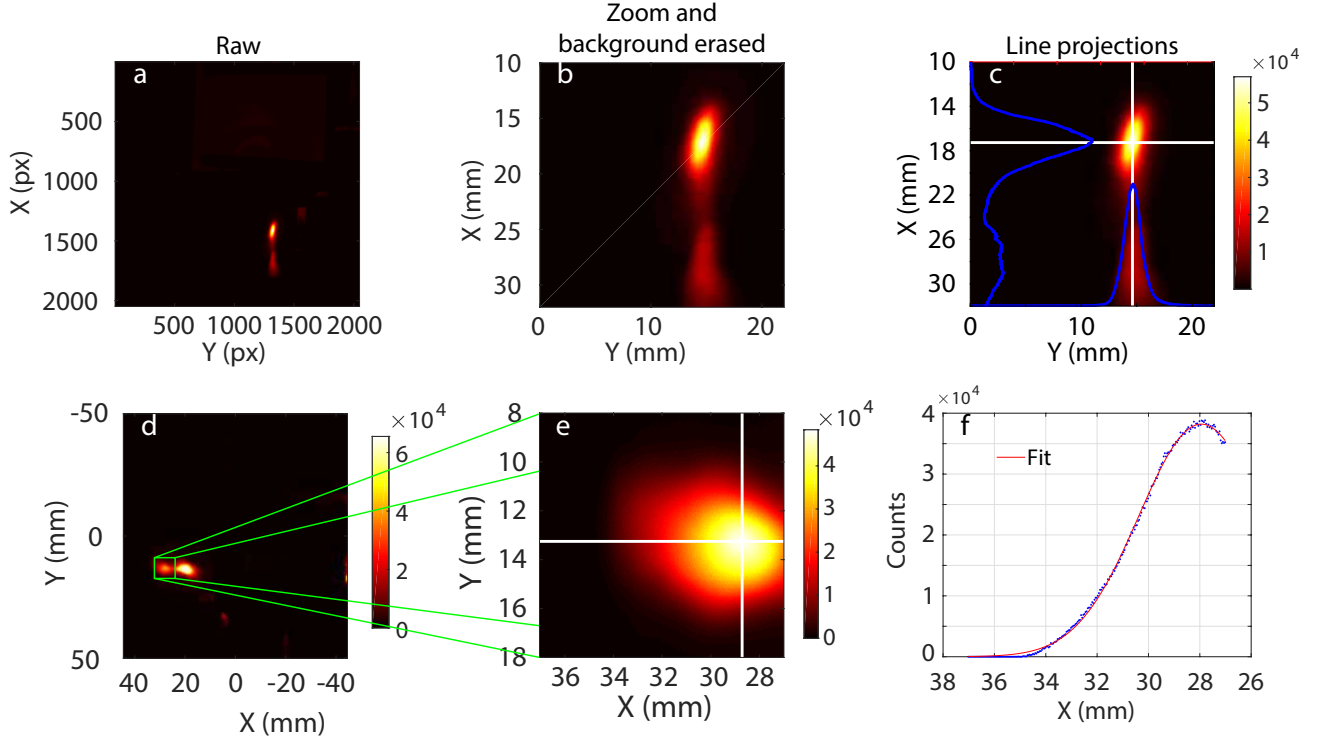 Raw
Zoom and
background erased
Line projections
a
500
1000
1500
2000
X (px)
500 1000 1500 2000
Y (px)
b
10
15
20
25
30
X (mm)
0 10 20
Y (mm)
c
10
14
18
22
26
30
X (mm)
0 10 20
Y (mm)
×10⁴
5
4
3
2
1
d
-50
0
50
Y (mm)
40 20 0 -20 -40
X (mm)
×10⁴
6
4
2
0
e
8
10
12
14
16
18
Y (mm)
36 34 32 30 28
X (mm)
×10⁴
4
3
2
1
0
f
×10⁴
4
3
2
1
0
×10⁴
Counts
Fit
38 36 34 32 30 28 26
X (mm)